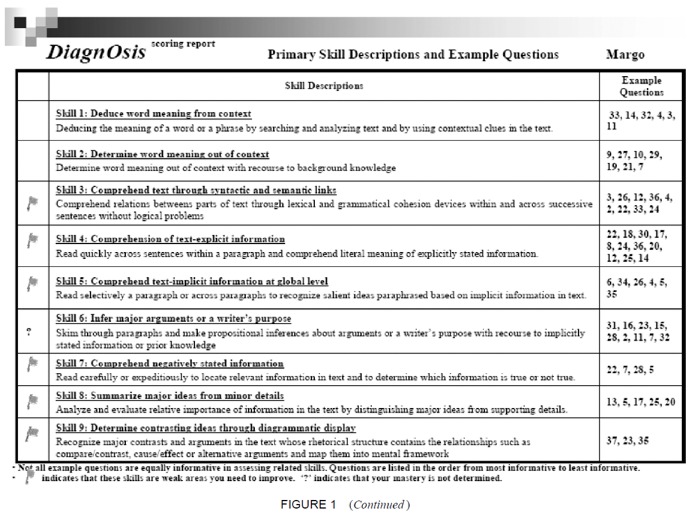 DiagnOsis scoring report Primary Skill Descriptions and Example Questions Margo
Skill Descriptions
Example
Questions
Skill 1: Deduce word meaning from context
Deducing the meaning of a word or a phrase by searching and analyzing text and by using contextual clues in the text.
33, 14, 32, 4, 3,
11
Skill 2: Determine word meaning out of context
Determine word meaning out of context with recourse to background knowledge
9, 27, 10, 29,
19, 21, 7
Skill 3: Comprehend text through syntactic and semantic links
Comprehend relations betweens parts of text through lexical and grammatical cohesion devices within and across successive
sentences without logical problems
3, 26, 12, 36, 4,
2, 22, 33, 24
Skill 4: Comprehension of text-explicit information
Read quickly across sentences within a paragraph and comprehend literal meaning of explicitly stated information.
22, 18, 30, 17,
8, 24, 36, 20,
12, 25, 14
Skill 5: Comprehend text-implicit information at global level
Read selectively a paragraph or across paragraphs to recognize salient ideas paraphrased based on implicit information in text.
6, 34, 26, 4, 5,
35
?
Skill 6: Infer major arguments or a writer's purpose
Skim through paragraphs and make propositional inferences about arguments or a writer's purpose with recourse to implicitly
stated information or prior knowledge
31, 16, 23, 15,
28, 2, 11, 7, 32
Skill 7: Comprehend negatively stated information
Read carefully or expeditiously to locate relevant information in text and to determine which information is true or not true.
22, 7, 28, 5
Skill 8: Summarize major ideas from minor details
Analyze and evaluate relative importance of information in the text by distinguishing major ideas from supporting details.
13, 5, 17, 25, 20
Skill 9: Determine contrasting ideas through diagrammatic display
Recognize major contrasts and arguments in the text whose rhetorical structure contains the relationships such as
compare/contrast, cause/effect or alternative arguments and map them into mental framework
37, 23, 35
· Not all example questions are equally informative in assessing related skills. Questions are listed in the order from most informative to least informative.
· indicates that these skills are weak areas you need to improve. '?' indicates that your mastery is not determined.
FIGURE 1 (Continued)